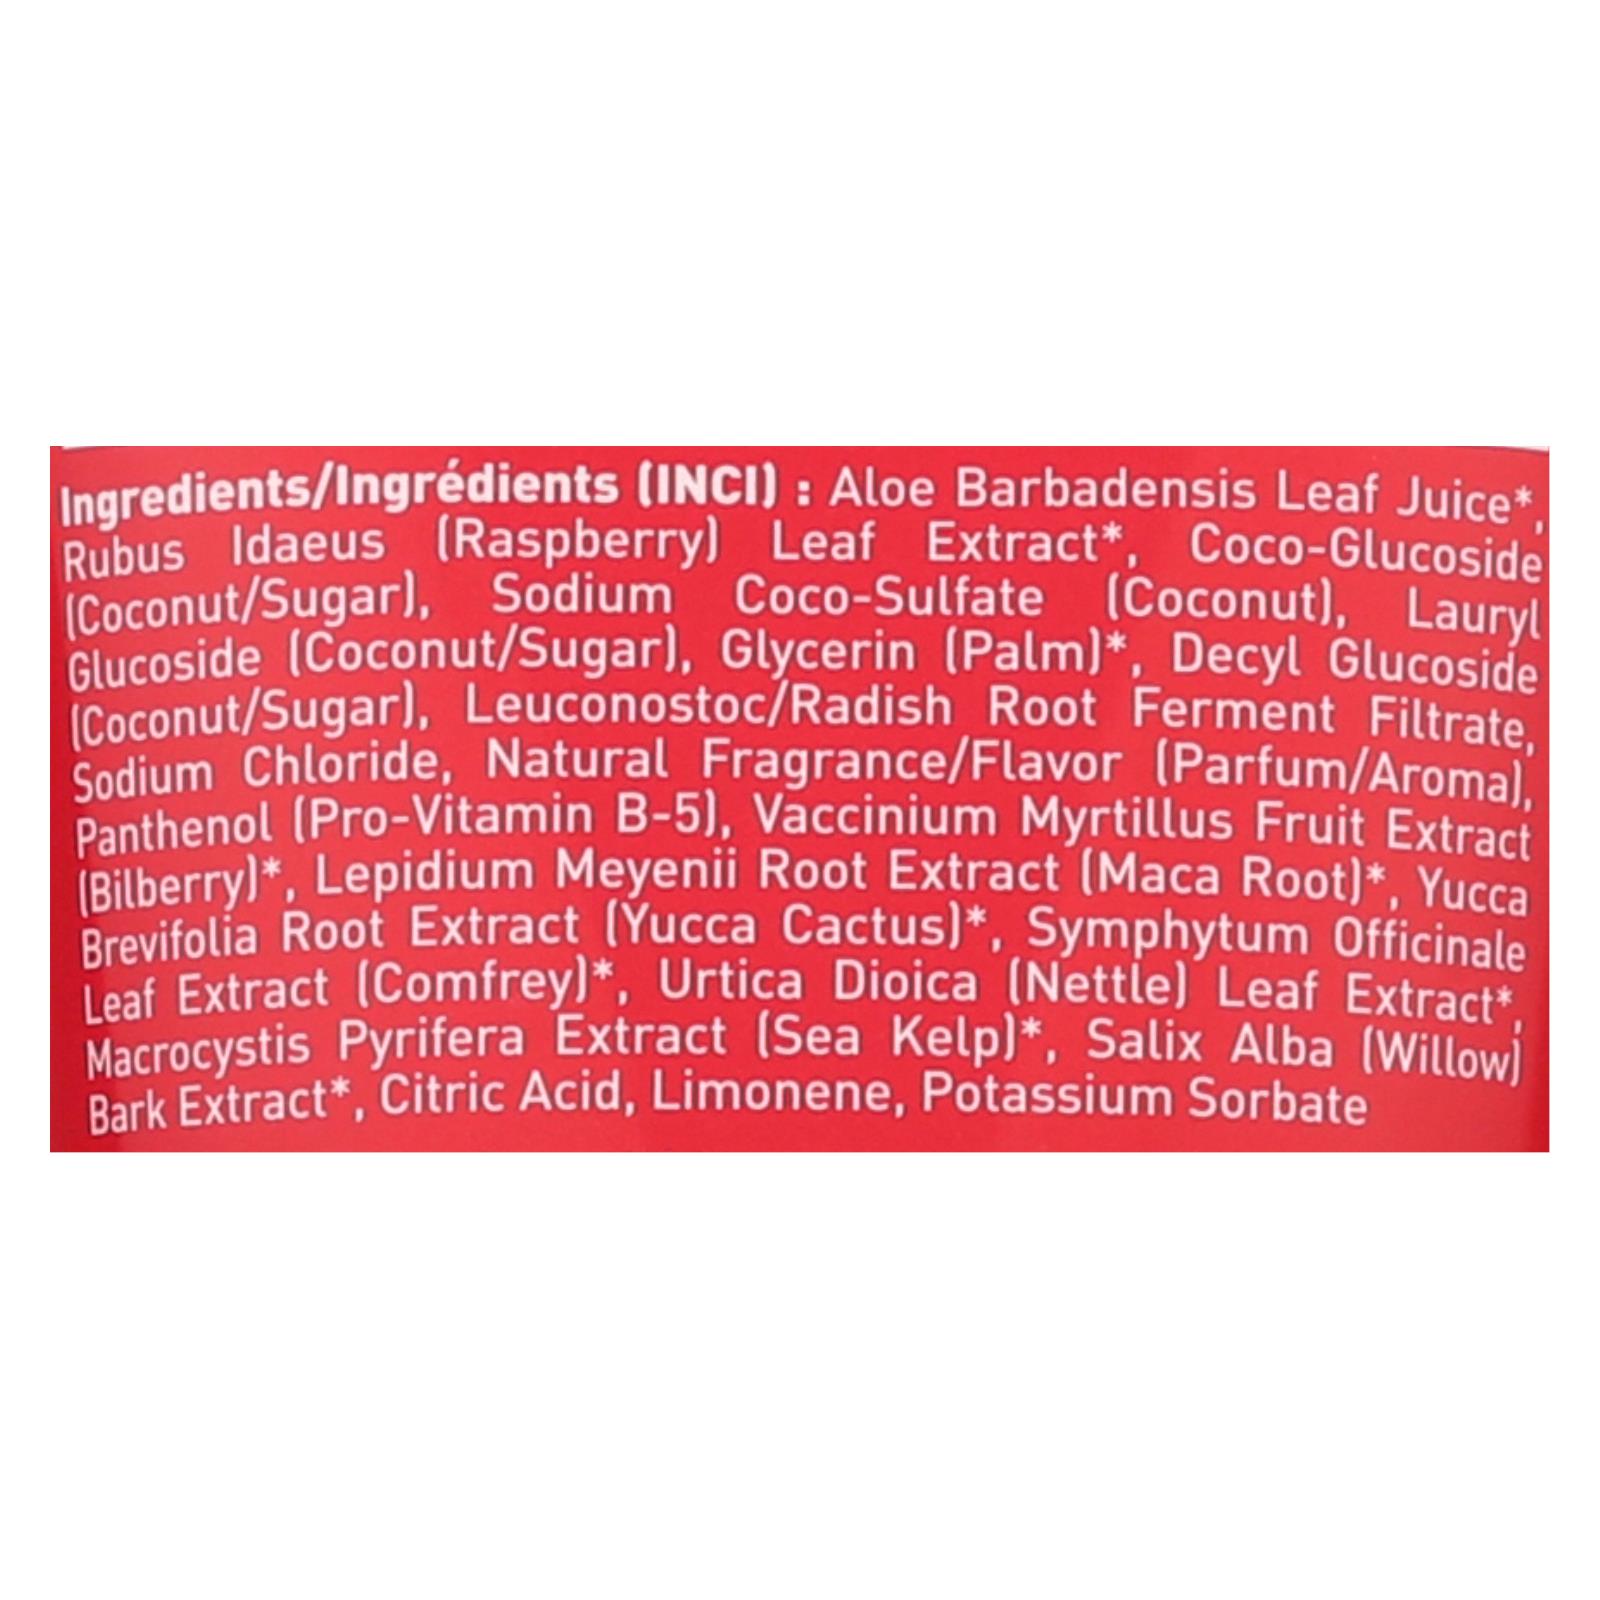 Ingredients/Ingrédients (INCI) : Aloe Barbadensis Leaf Juice*,
Rubus Idaeus (Raspberry) Leaf Extract*, Coco-Glucoside
(Coconut/Sugar), Sodium Coco-Sulfate (Coconut), Lauryl
Glucoside (Coconut/Sugar), Glycerin (Palm)*, Decyl Glucoside
(Coconut/Sugar), Leuconostoc/Radish Root Ferment Filtrate,
Sodium Chloride, Natural Fragrance/Flavor (Parfum/Aroma),
Panthenol (Pro-Vitamin B-5), Vaccinium Myrtillus Fruit Extract
(Bilberry)*, Lepidium Meyenii Root Extract (Maca Root)*, Yucca
Brevifolia Root Extract (Yucca Cactus)*, Symphytum Officinale
Leaf Extract (Comfrey)*, Urtica Dioica (Nettle) Leaf Extract*,
Macrocystis Pyrifera Extract (Sea Kelp)*, Salix Alba (Willow)
Bark Extract*, Citric Acid, Limonene, Potassium Sorbate